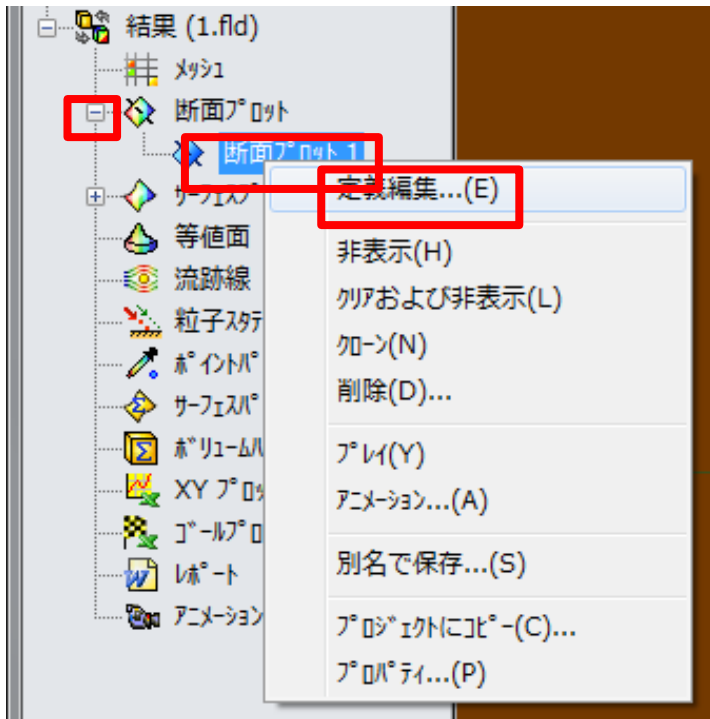 結果 (1.fld)
ﾒｯｼｭ1
断面ﾌﾟﾛｯﾄ
断面ﾌﾟﾛｯﾄ 1
ｻｰﾌｪｽﾌﾟ
等値面
流跡線
粒子ｽﾀﾃ
ﾎﾟｲﾝﾄﾊﾟ
ｻｰﾌｪｽﾊﾟ
ﾎﾞﾘｭｰﾑﾊ
XY ﾌﾟﾛｯ
ｺﾞｰﾙﾌﾟﾛ
ﾚﾎﾟｰﾄ
ｱﾆﾒｰｼｮﾝ
定義編集...(E)
非表示(H)
ｸﾘｱおよび非表示(L)
ｸﾛｰﾝ(N)
削除(D)...
ﾌﾟﾚｲ(Y)
ｱﾆﾒｰｼｮﾝ...(A)
別名で保存...(S)
ﾌﾟﾛｼﾞｪｸﾄにｺﾋﾟｰ(C)...
ﾌﾟﾛﾊﾟﾃｨ...(P)